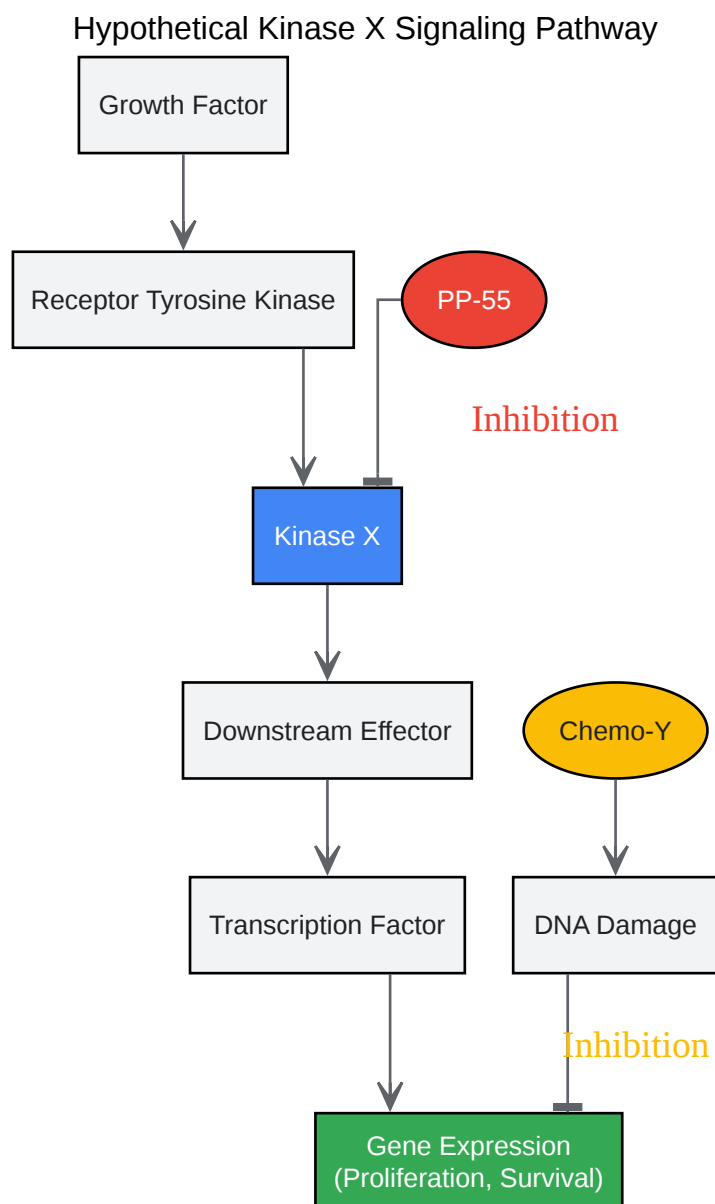 Hypothetical Kinase X Signaling Pathway
Growth Factor
Receptor Tyrosine Kinase
PP-55
Inhibition
Kinase X
Downstream Effector
Chemo-Y
Transcription Factor
DNA Damage
Inhibition
Gene Expression
(Proliferation, Survival)